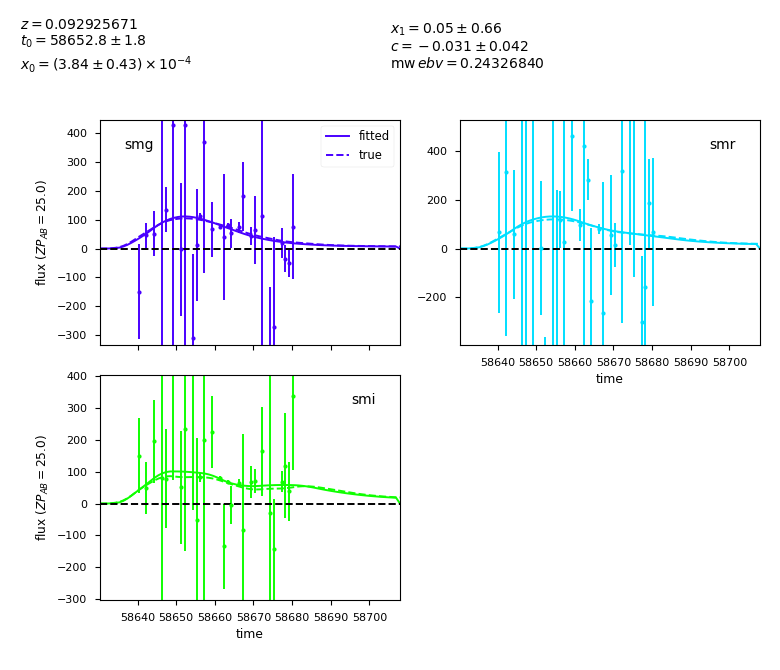 z = 0.092925671
t₀ = 58652.8 ± 1.8
x₀ = (3.84 ± 0.43) × 10⁻⁴
x₁ = 0.05 ± 0.66
c = −0.031 ± 0.042
mw ebv = 0.24326840
smg
fitted
true
400
300
200
100
0
−100
−200
−300
flux (ZP_AB = 25.0)
smr
400
200
0
−200
58640 58650 58660 58670 58680 58690 58700
time
smi
400
300
200
100
0
−100
−200
−300
flux (ZP_AB = 25.0)
58640 58650 58660 58670 58680 58690 58700
time